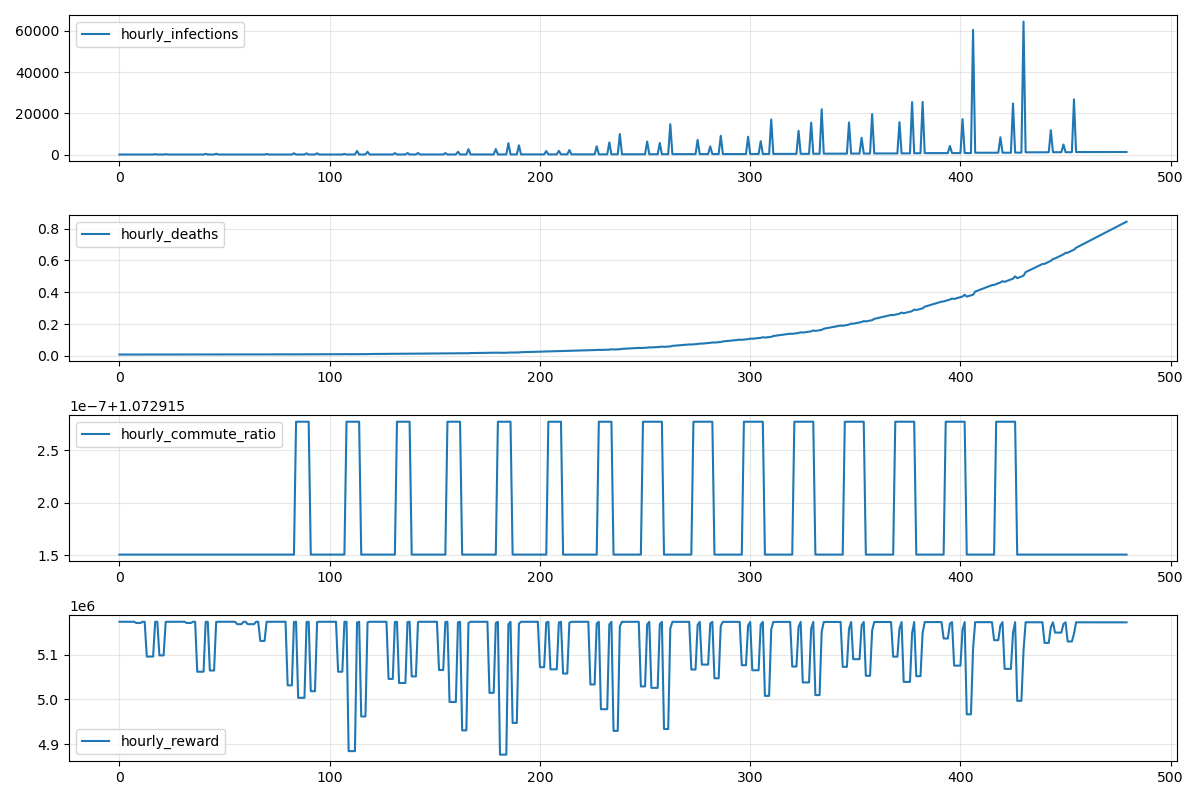 hourly_infections
60000
40000
20000
0
0 100 200 300 400 500
hourly_deaths
0.8
0.6
0.4
0.2
0.0
0 100 200 300 400 500
1e−7+1.072915
hourly_commute_ratio
2.5
2.0
1.5
0 100 200 300 400 500
1e6
5.1
5.0
4.9
hourly_reward
0 100 200 300 400 500